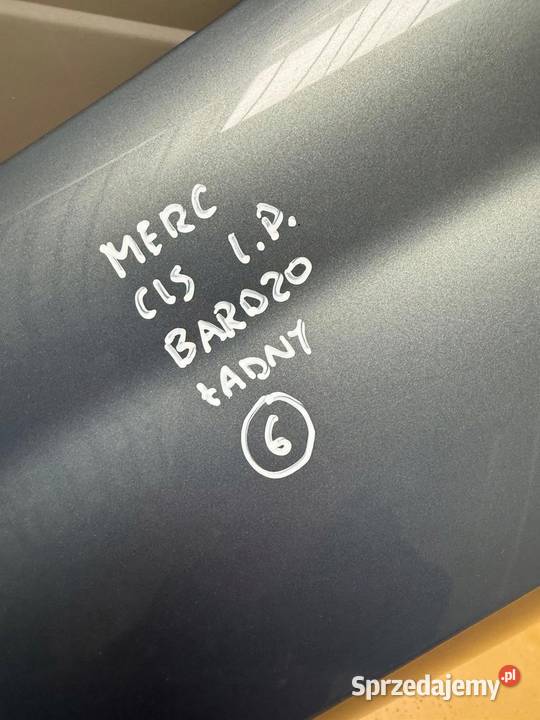 MERC
CLS L.P.
BARDZO
ŁADNY
6
Sprzedajemy.pl